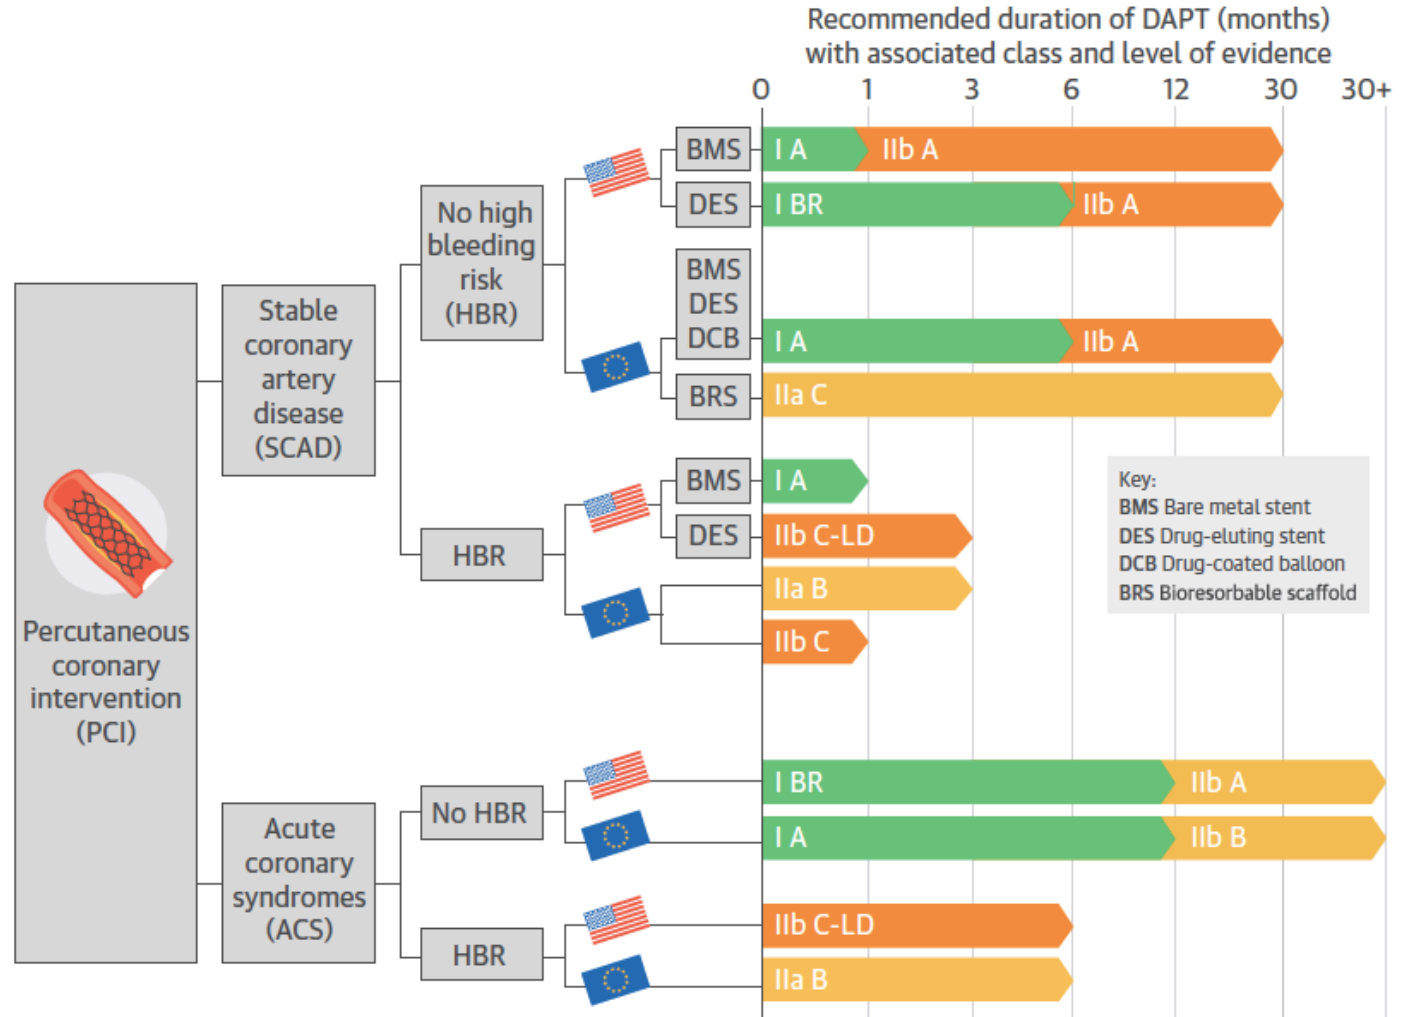 Recommended duration of DAPT (months)
with associated class and level of evidence
0 1 3 6 12 30 30+
Percutaneous
coronary
intervention
(PCI)
Stable
coronary
artery
disease
(SCAD)
No high
bleeding
risk
(HBR)
BMS
I A
IIb A
DES
I BR
IIb A
BMS
DES
DCB
I A
IIb A
BRS
IIa C
HBR
BMS
I A
DES
IIb C-LD
IIa B
IIb C
Key:
BMS Bare metal stent
DES Drug-eluting stent
DCB Drug-coated balloon
BRS Bioresorbable scaffold
Acute
coronary
syndromes
(ACS)
No HBR
I BR
IIb A
I A
IIb B
HBR
IIb C-LD
IIa B